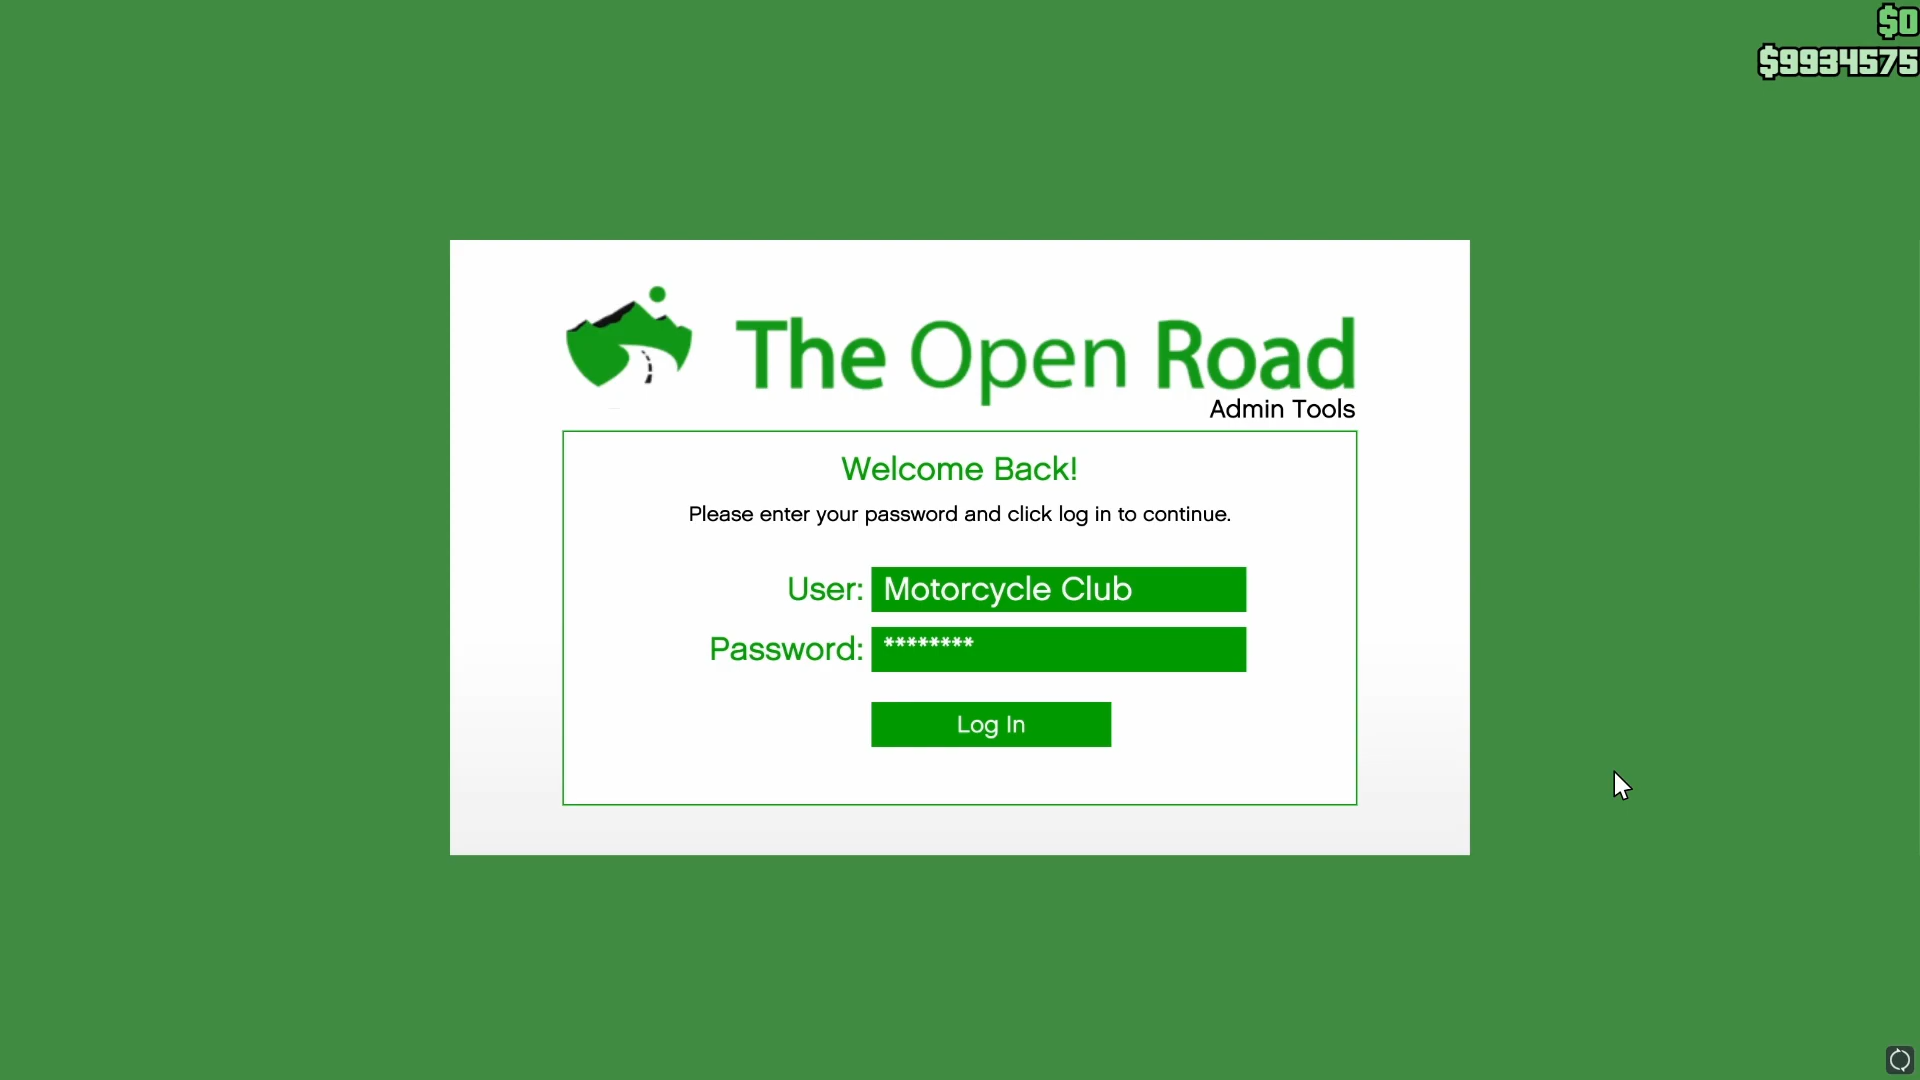 $0
$9934575
The Open Road
Admin Tools
Welcome Back!
Please enter your password and click log in to continue.
User: Motorcycle Club
Password: ********
Log In